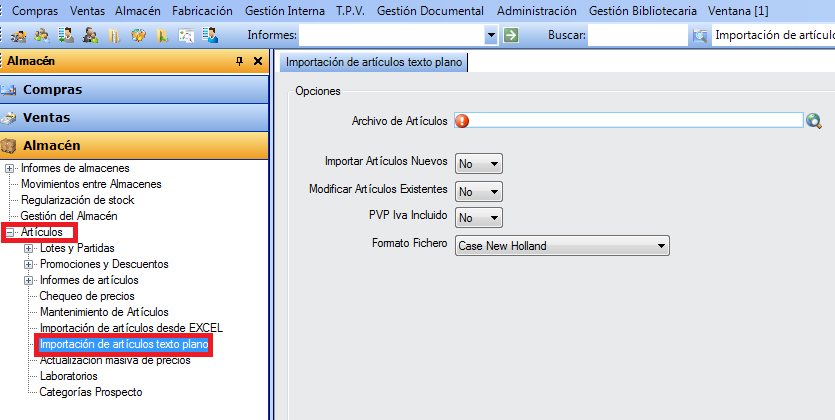 Compras Ventas Almacén Fabricación Gestión Interna T.P.V. Gestión Documental Administración Gestión Bibliotecaria Ventana [1]
Informes: Buscar: Importación de artículo
Almacén
Compras
Ventas
Almacén
Informes de almacenes
Movimientos entre Almacenes
Regularización de stock
Gestión del Almacén
Artículos
Lotes y Partidas
Promociones y Descuentos
Informes de artículos
Chequeo de precios
Mantenimiento de Artículos
Importación de artículos desde EXCEL
Importación de artículos texto plano
Actualización masiva de precios
Laboratorios
Categorías Prospecto
Importación de artículos texto plano
Opciones
Archivo de Artículos
Importar Artículos Nuevos No
Modificar Artículos Existentes No
PVP Iva Incluido No
Formato Fichero Case New Holland